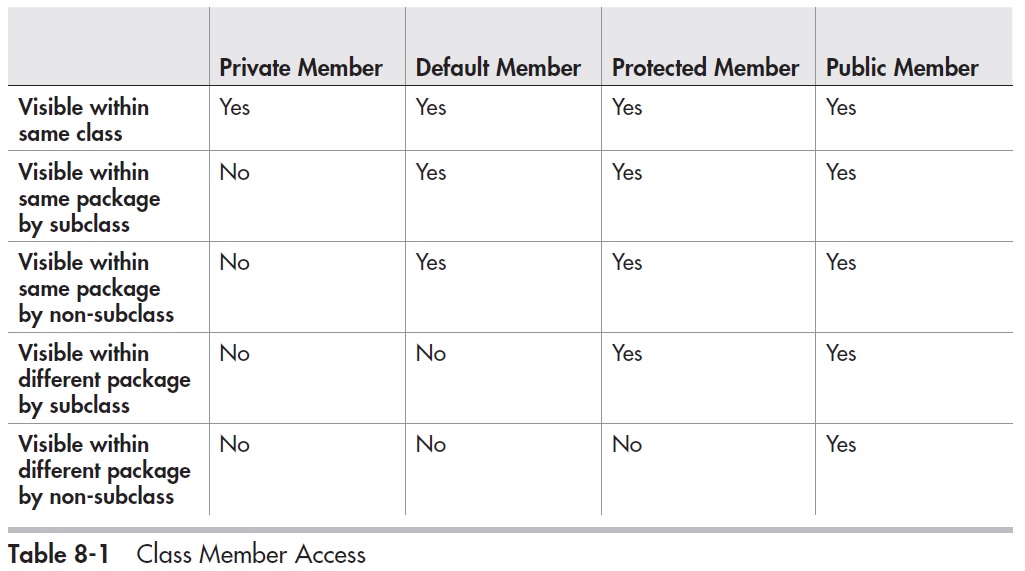 Private Member Default Member Protected Member Public Member
Visible within Yes Yes Yes Yes
same class
Visible within No Yes Yes Yes
same package
by subclass
Visible within No Yes Yes Yes
same package
by non-subclass
Visible within No No Yes Yes
different package
by subclass
Visible within No No No Yes
different package
by non-subclass
Table 8-1 Class Member Access